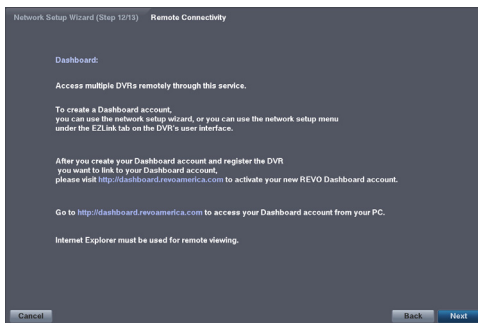 Network Setup Wizard (Step 12/13) Remote Connectivity
Dashboard:
Access multiple DVRs remotely through this service.
To create a Dashboard account,
you can use the network setup wizard, or you can use the network setup menu
under the EZLink tab on the DVR's user interface.
After you create your Dashboard account and register the DVR
you want to link to your Dashboard account,
please visit http://dashboard.revoamerica.com to activate your new REVO Dashboard account.
Go to http://dashboard.revoamerica.com to access your Dashboard account from your PC.
Internet Explorer must be used for remote viewing.
Cancel Back Next